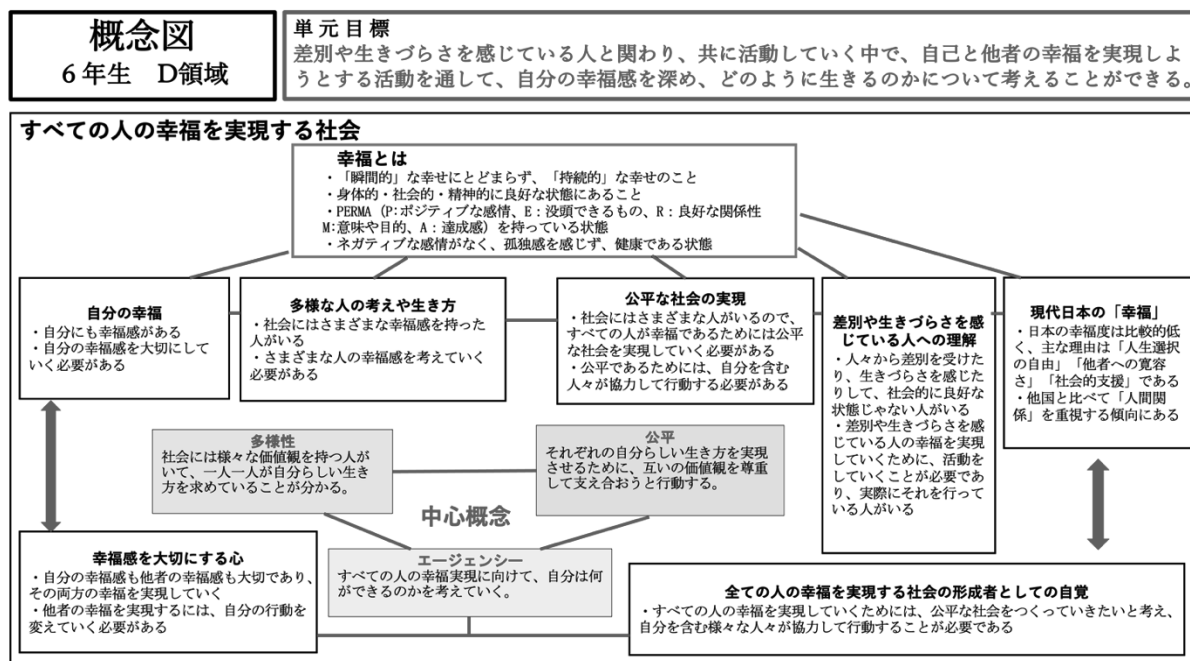 概念図
6年生　D領域
単元目標
差別や生きづらさを感じている人と関わり、共に活動していく中で、自己と他者の幸福を実現しよ
うとする活動を通して、自分の幸福感を深め、どのように生きるのかについて考えることができる。
すべての人の幸福を実現する社会
幸福とは
・「瞬間的」な幸せにとどまらず、「持続的」な幸せのこと
・身体的・社会的・精神的に良好な状態にあること
・PERMA（P:ポジティブな感情、E：没頭できるもの、R：良好な関係性
M:意味や目的、A：達成感）を持っている状態
・ネガティブな感情がなく、孤独感を感じず、健康である状態
自分の幸福
・自分にも幸福感がある
・自分の幸福感を大切にして
いく必要がある
多様な人の考えや生き方
・社会にはさまざまな幸福感を持った
人がいる
・さまざまな人の幸福感を考えていく
必要がある
公平な社会の実現
・社会にはさまざまな人がいるので、
すべての人が幸福であるためには公平
な社会を実現していく必要がある
・公平であるためには、自分を含む
人々が協力して行動する必要がある
差別や生きづらさを感
じている人への理解
・人々から差別を受けた
り、生きづらさを感じた
りして、社会的に良好な
状態じゃない人がいる
・差別や生きづらさを感
じている人の幸福を実現
していくために、活動を
していくことが必要であ
り、実際にそれを行って
いる人がいる
現代日本の「幸福」
・日本の幸福度は比較的低
く、主な理由は「人生選択
の自由」「他者への寛容
さ」「社会的支援」である
・他国と比べて「人間関
係」を重視する傾向にある
多様性
社会には様々な価値観を持つ人が
いて、一人一人が自分らしい生き
方を求めていることが分かる。
公平
それぞれの自分らしい生き方を実現
させるために、互いの価値観を尊重
して支え合おうと行動する。
中心概念
エージェンシー
すべての人の幸福実現に向けて、自分は何
ができるのかを考えていく。
幸福感を大切にする心
・自分の幸福感も他者の幸福感も大切であり、
その両方の幸福を実現していく
・他者の幸福を実現するには、自分の行動を
変えていく必要がある
全ての人の幸福を実現する社会の形成者としての自覚
・すべての人の幸福を実現していくためには、公平な社会をつくっていきたいと考え、
自分を含む様々な人々が協力して行動することが必要である